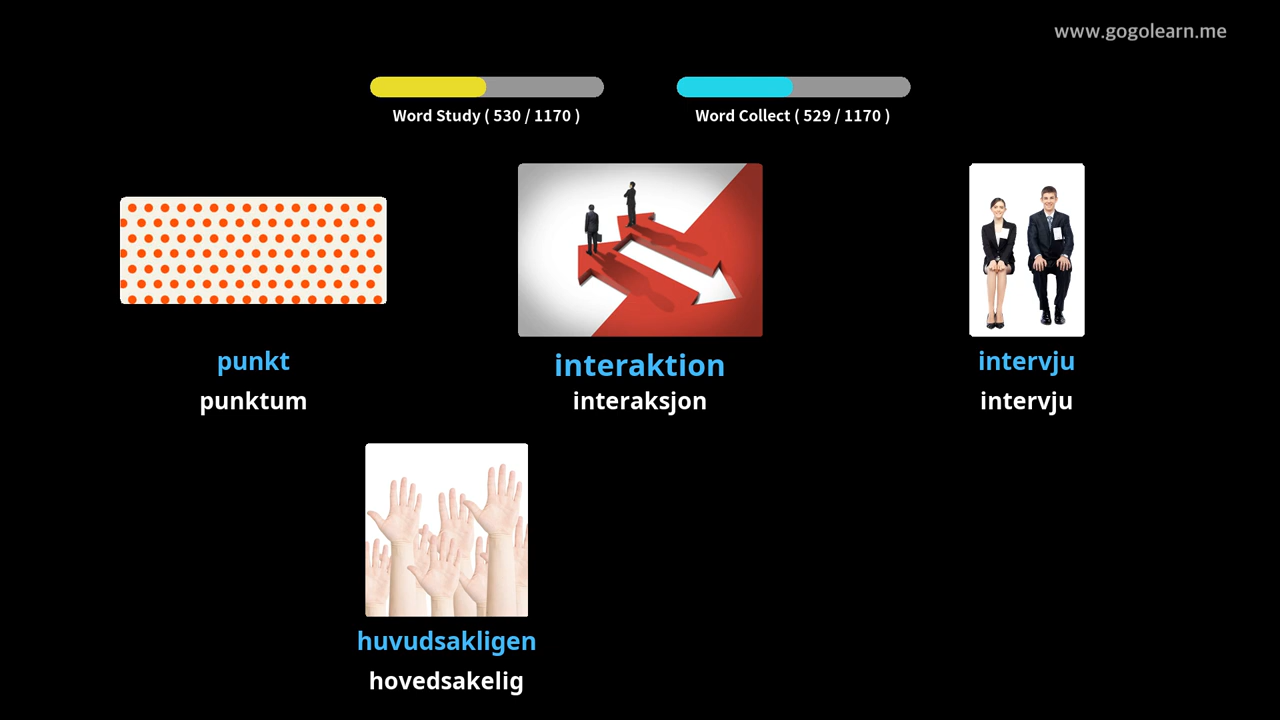 www.gogolearn.me
Word Study ( 530 / 1170 )
Word Collect ( 529 / 1170 )
punkt
punktum
interaktion
interaksjon
intervju
intervju
huvudsakligen
hovedsakelig